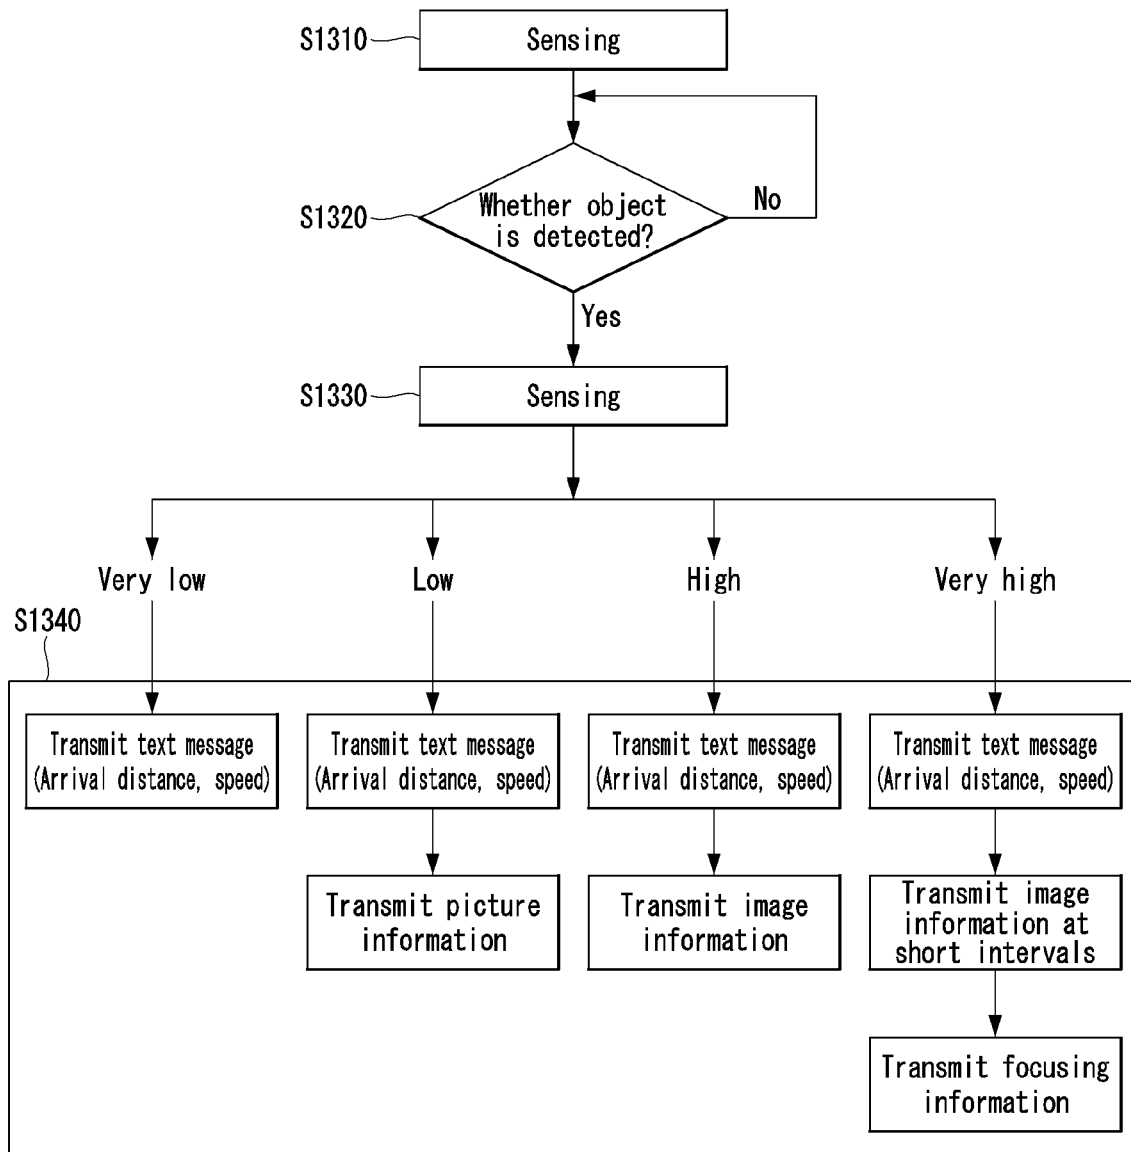 S1310
Sensing
S1320
Whether object
is detected?
No
Yes
S1330
Sensing
Very low
Low
High
Very high
S1340
Transmit text message
(Arrival distance, speed)
Transmit text message
(Arrival distance, speed)
Transmit text message
(Arrival distance, speed)
Transmit text message
(Arrival distance, speed)
Transmit picture
information
Transmit image
information
Transmit image
information at
short intervals
Transmit focusing
information